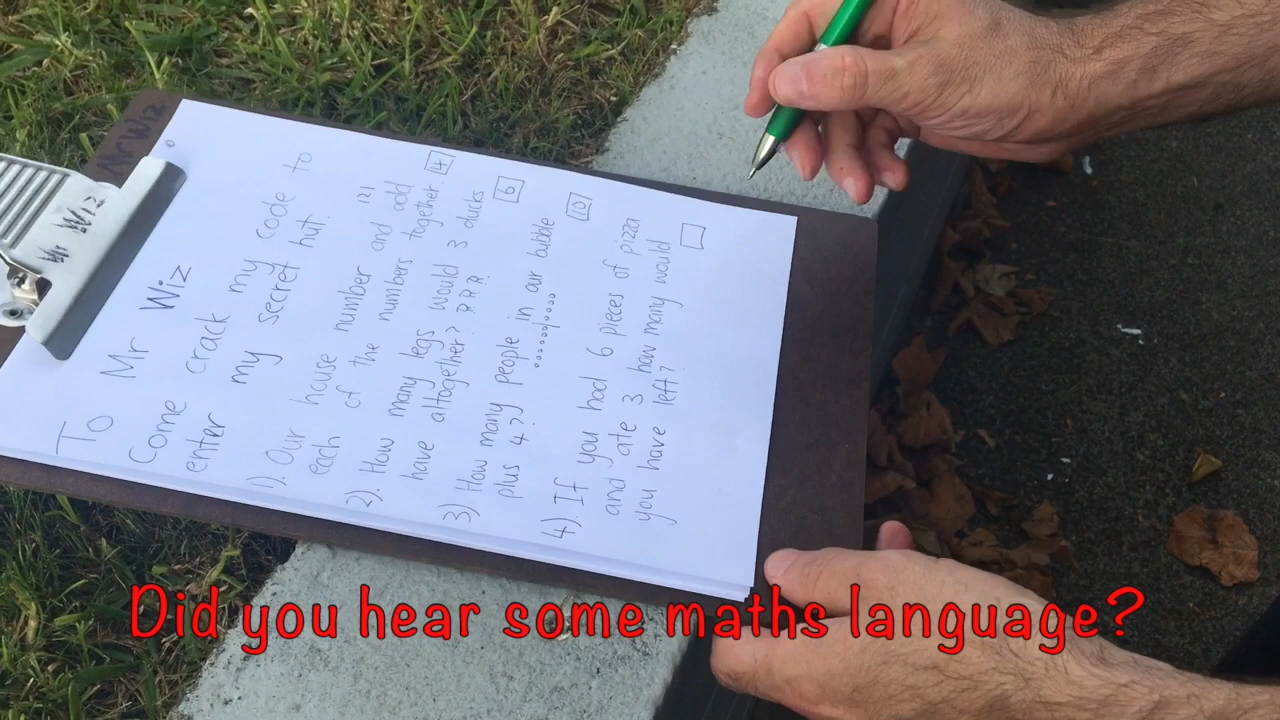 Mr Wiz
Mr Wiz
To Mr Wiz
Come crack my code to
enter my secret hut.
1). Our house number and add 121
each of the numbers together 4
2). How many legs would 3 ducks
have altogether? 6
3) How many people in our bubble
plus 4? 10
4). If you had 6 pieces of pizza
and ate 3 how many would
you have left?
Did you hear some maths language?